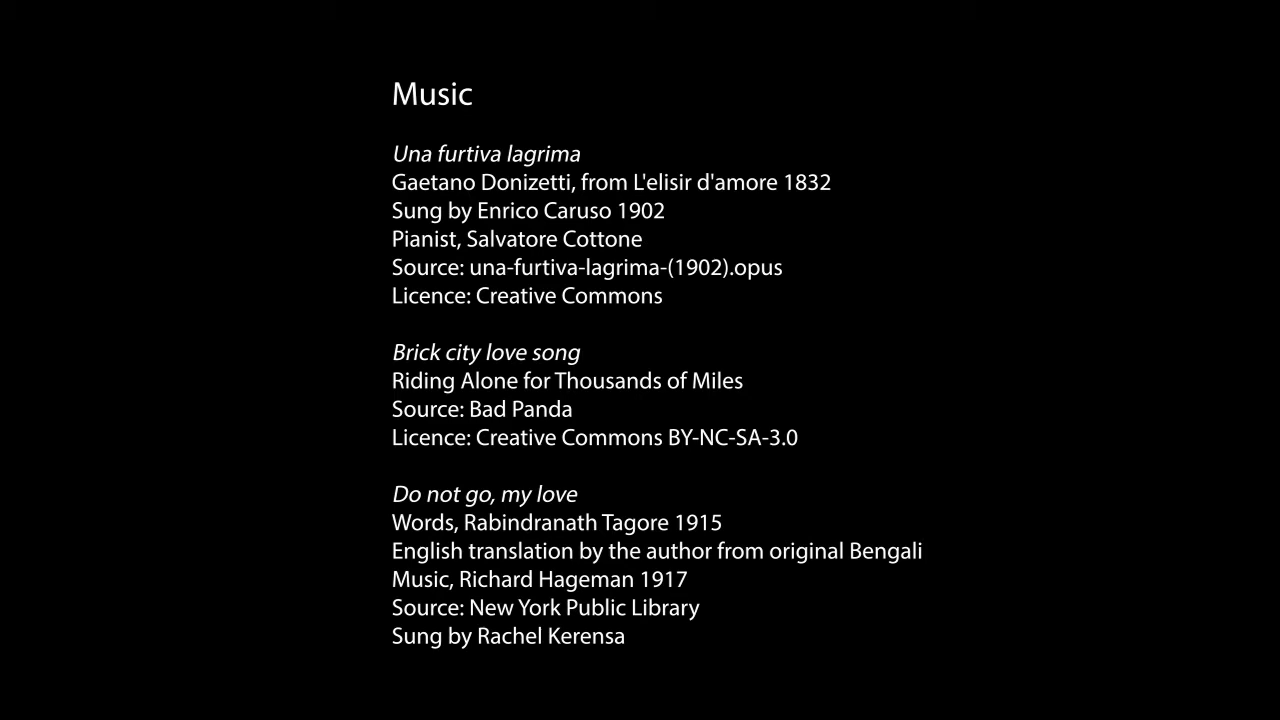 Music
Una furtiva lagrima
Gaetano Donizetti, from L'elisir d'amore 1832
Sung by Enrico Caruso 1902
Pianist, Salvatore Cottone
Source: una-furtiva-lagrima-(1902).opus
Licence: Creative Commons
Brick city love song
Riding Alone for Thousands of Miles
Source: Bad Panda
Licence: Creative Commons BY-NC-SA-3.0
Do not go, my love
Words, Rabindranath Tagore 1915
English translation by the author from original Bengali
Music, Richard Hageman 1917
Source: New York Public Library
Sung by Rachel Kerensa